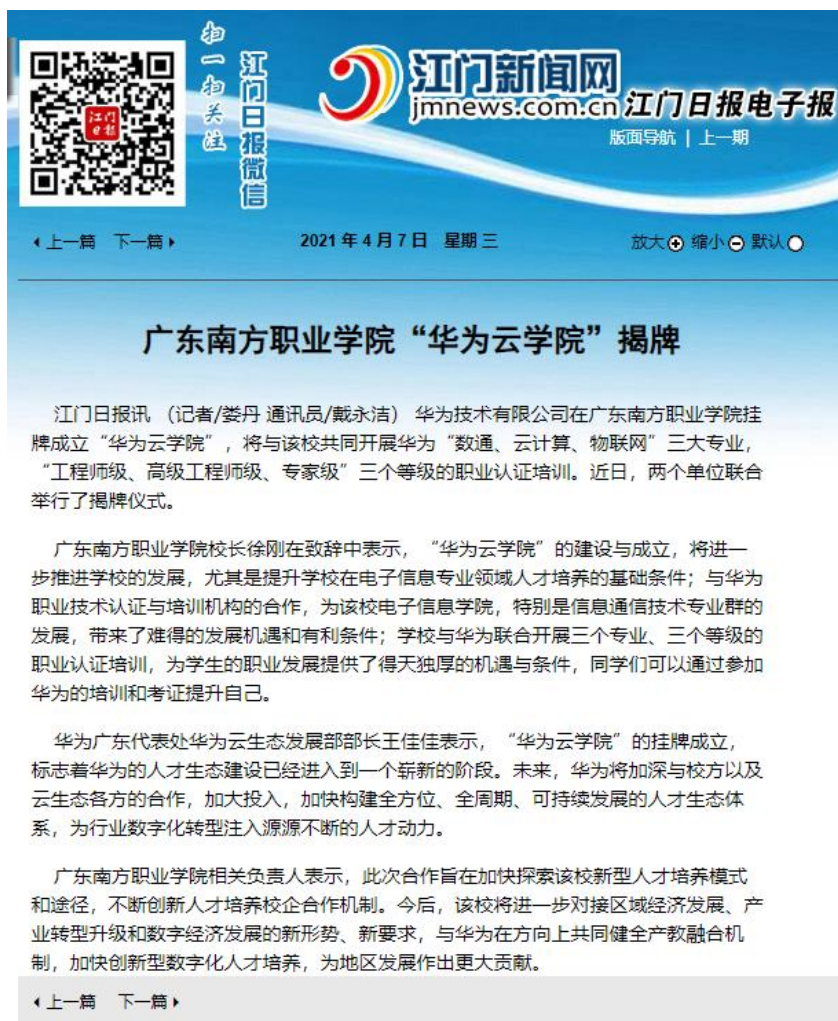 扫一扫关注
江门日报微信
江门日报
江门新闻网
jmnews.com.cn
江门日报电子报
版面导航 | 上一期
上一篇 下一篇
2021年4月7日 星期三
放大 缩小 默认
广东南方职业学院“华为云学院”揭牌
江门日报讯 （记者/娄丹 通讯员/戴永洁） 华为技术有限公司在广东南方职业学院挂
牌成立“华为云学院”，将与该校共同开展华为“数通、云计算、物联网”三大专业，
“工程师级、高级工程师级、专家级”三个等级的职业认证培训。近日，两个单位联合
举行了揭牌仪式。
广东南方职业学院校长徐刚在致辞中表示，“华为云学院”的建设与成立，将进一
步推进学校的发展，尤其是提升学校在电子信息专业领域人才培养的基础条件；与华为
职业技术认证与培训机构的合作，为该校电子信息学院，特别是信息通信技术专业群的
发展，带来了难得的发展机遇和有利条件；学校与华为联合开展三个专业、三个等级的
职业认证培训，为学生的职业发展提供了得天独厚的机遇与条件，同学们可以通过参加
华为的培训和考证提升自己。
华为广东代表处华为云生态发展部部长王佳佳表示，“华为云学院”的挂牌成立，
标志着华为的人才生态建设已经进入到一个崭新的阶段。未来，华为将加深与校方以及
云生态各方的合作，加大投入，加快构建全方位、全周期、可持续发展的人才生态体
系，为行业数字化转型注入源源不断的人才动力。
广东南方职业学院相关负责人表示，此次合作旨在加快探索该校新型人才培养模式
和途径，不断创新人才培养校企合作机制。今后，该校将进一步对接区域经济发展、产
业转型升级和数字经济发展的新形势、新要求，与华为在方向上共同健全产教融合机
制，加快创新型数字化人才培养，为地区发展作出更大贡献。
上一篇 下一篇